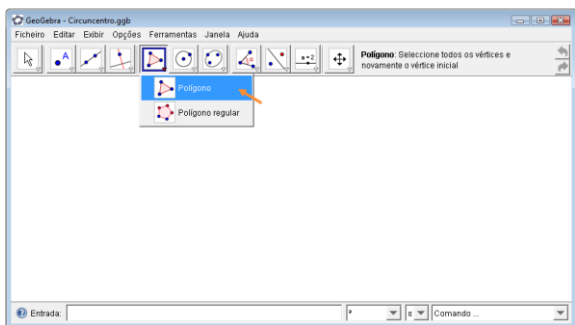 GeoGebra - Circuncentro.ggb
Ficheiro Editar Exibir Opções Ferramentas Janela Ajuda
A
a=2
Polígono: Seleccione todos os vértices e
novamente o vértice inicial
Polígono
Polígono regular
Entrada:
°
Comando ...